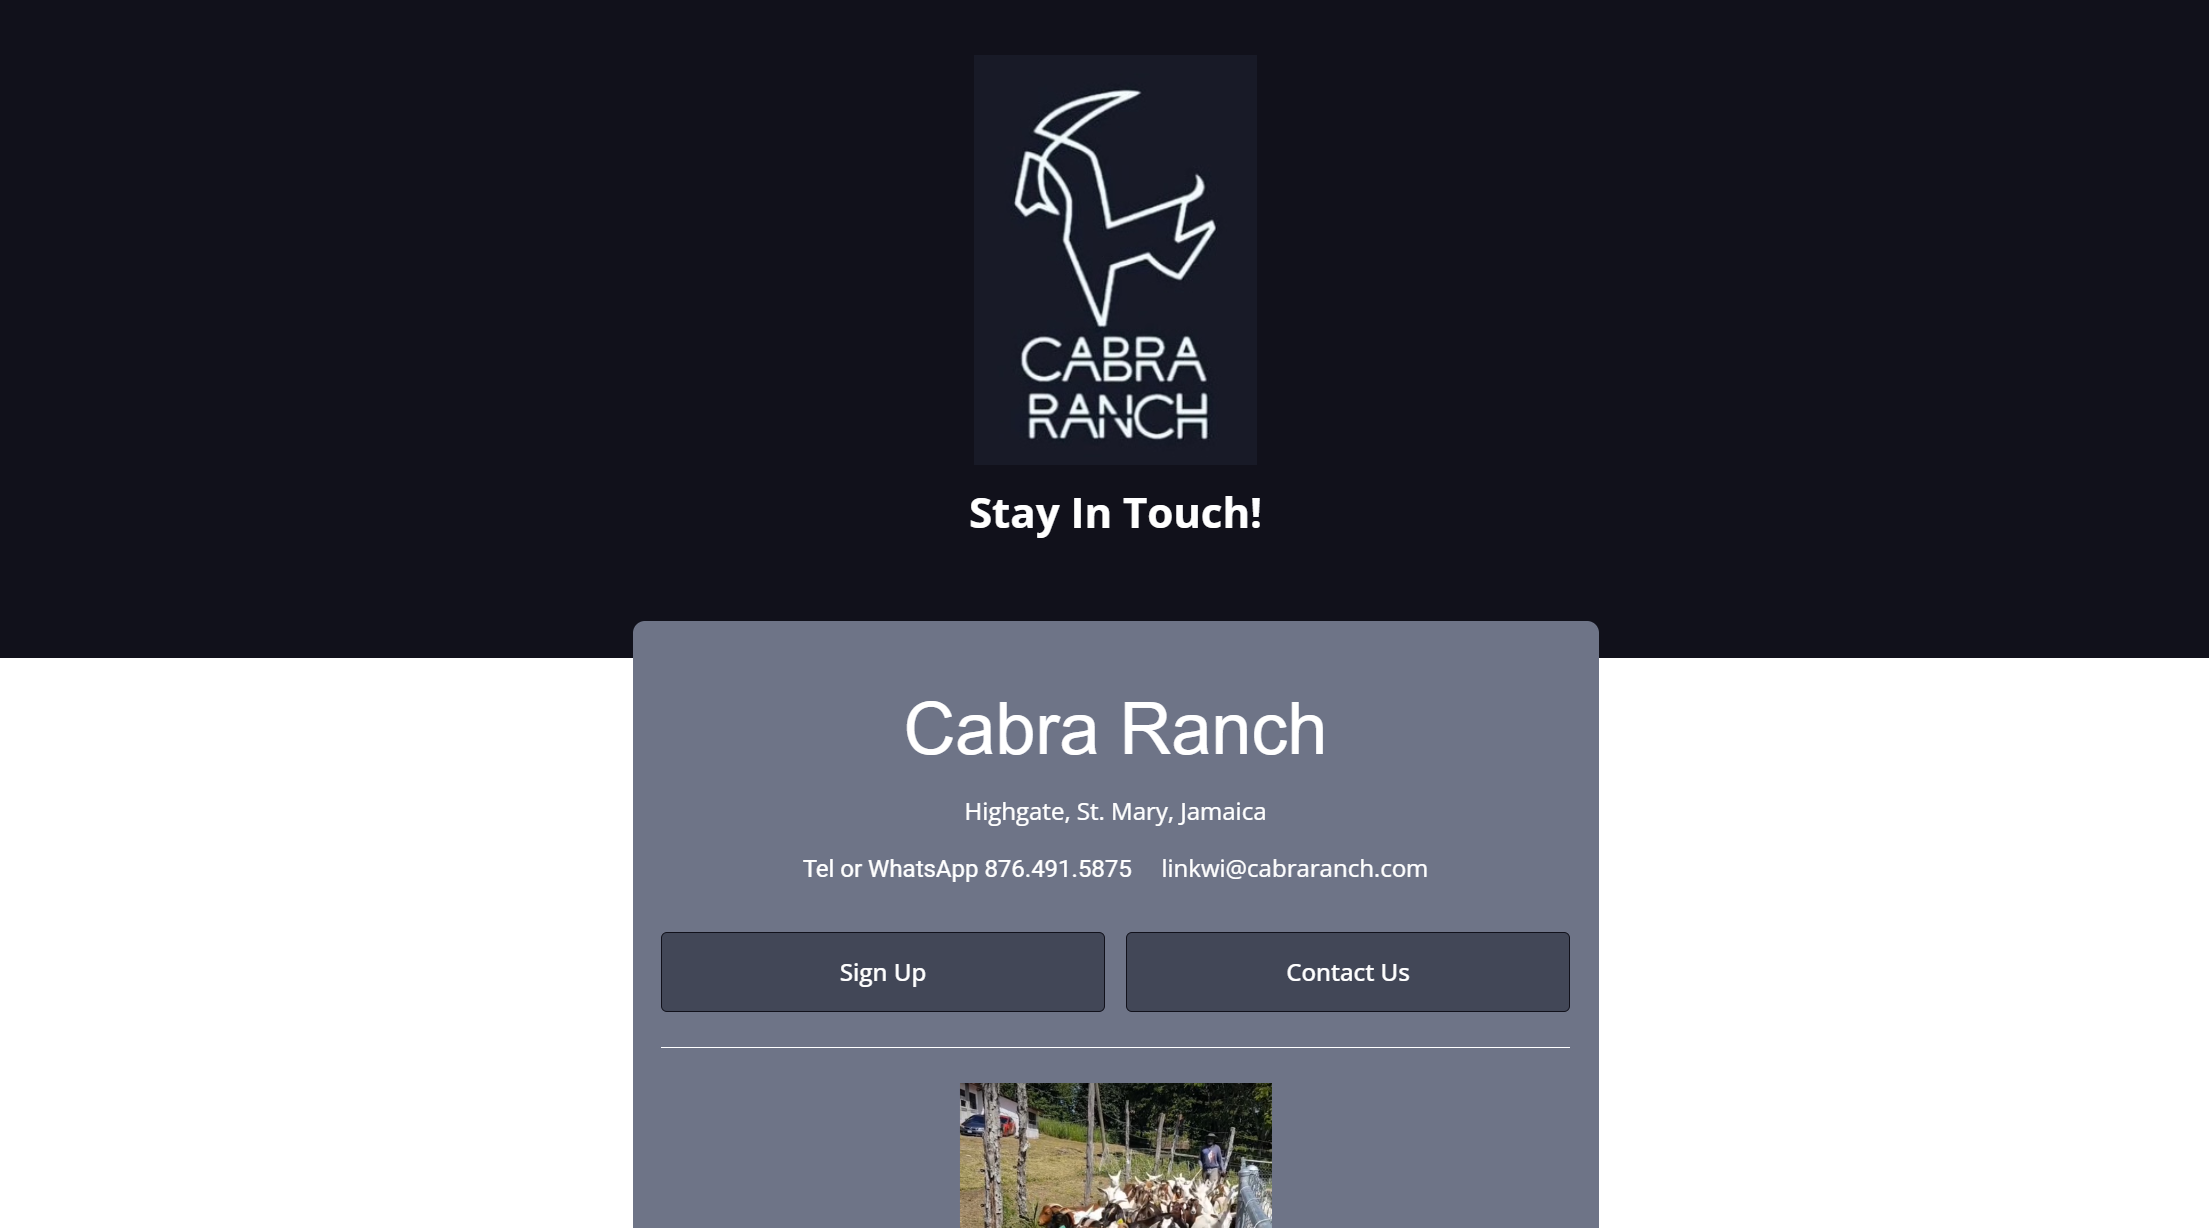 CABRA
RANCH
Stay In Touch!
Cabra Ranch
Highgate, St. Mary, Jamaica
Tel or WhatsApp 876.491.5875 linkwi@cabraranch.com
Sign Up
Contact Us